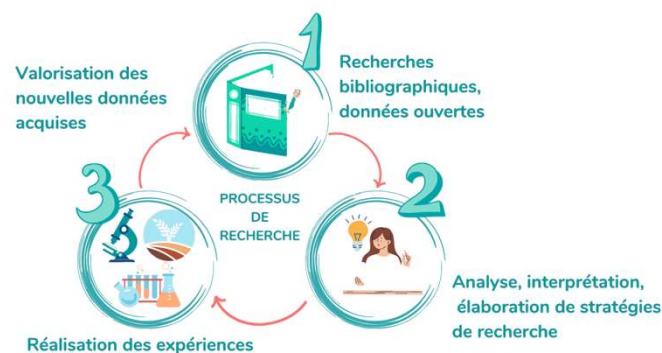 1
Recherches
bibliographiques,
données ouvertes
Valorisation des
nouvelles données
acquises
PROCESSUS
DE
RECHERCHE
2
Analyse, interprétation,
élaboration de stratégies
de recherche
3
Réalisation des expériences